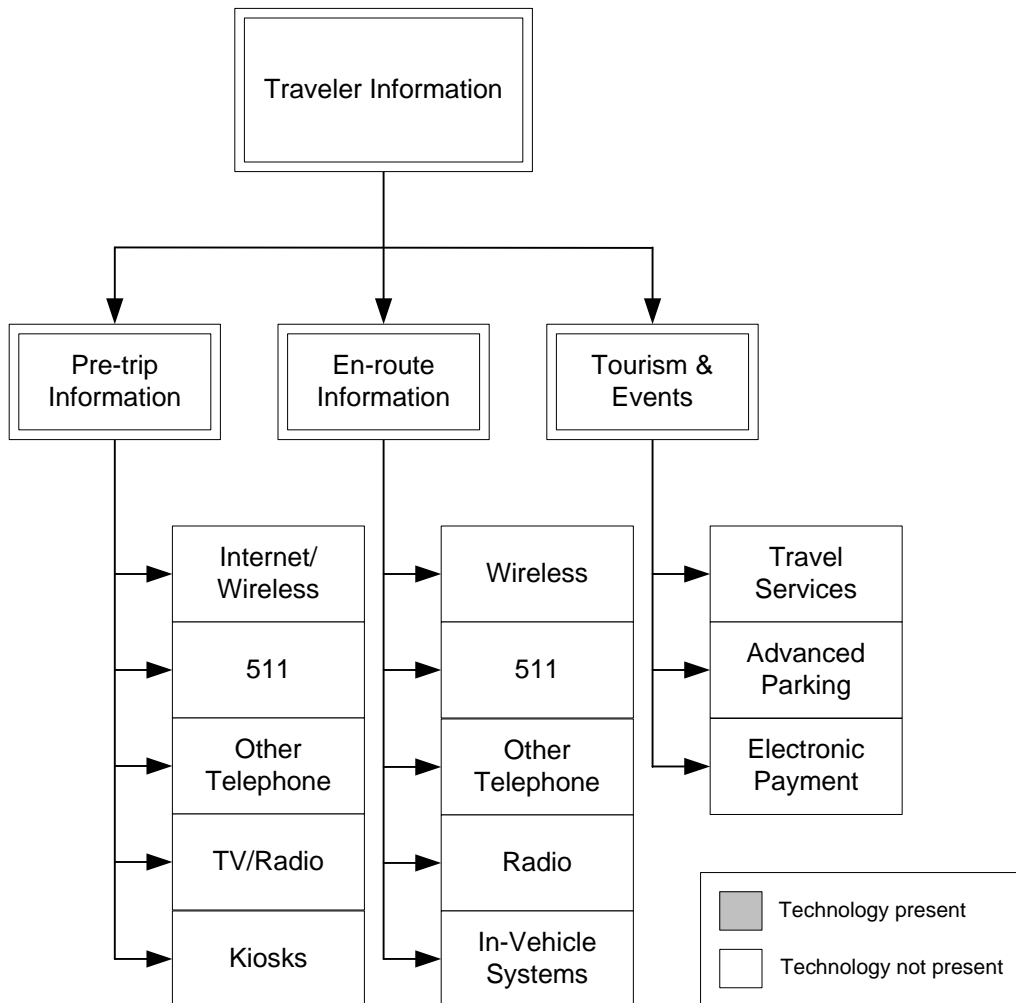 Traveler Information
Pre-trip
Information
En-route
Information
Tourism &
Events
Internet/
Wireless
511
Other
Telephone
TV/Radio
Kiosks
Wireless
511
Other
Telephone
Radio
In-Vehicle
Systems
Travel
Services
Advanced
Parking
Electronic
Payment
Technology present
Technology not present